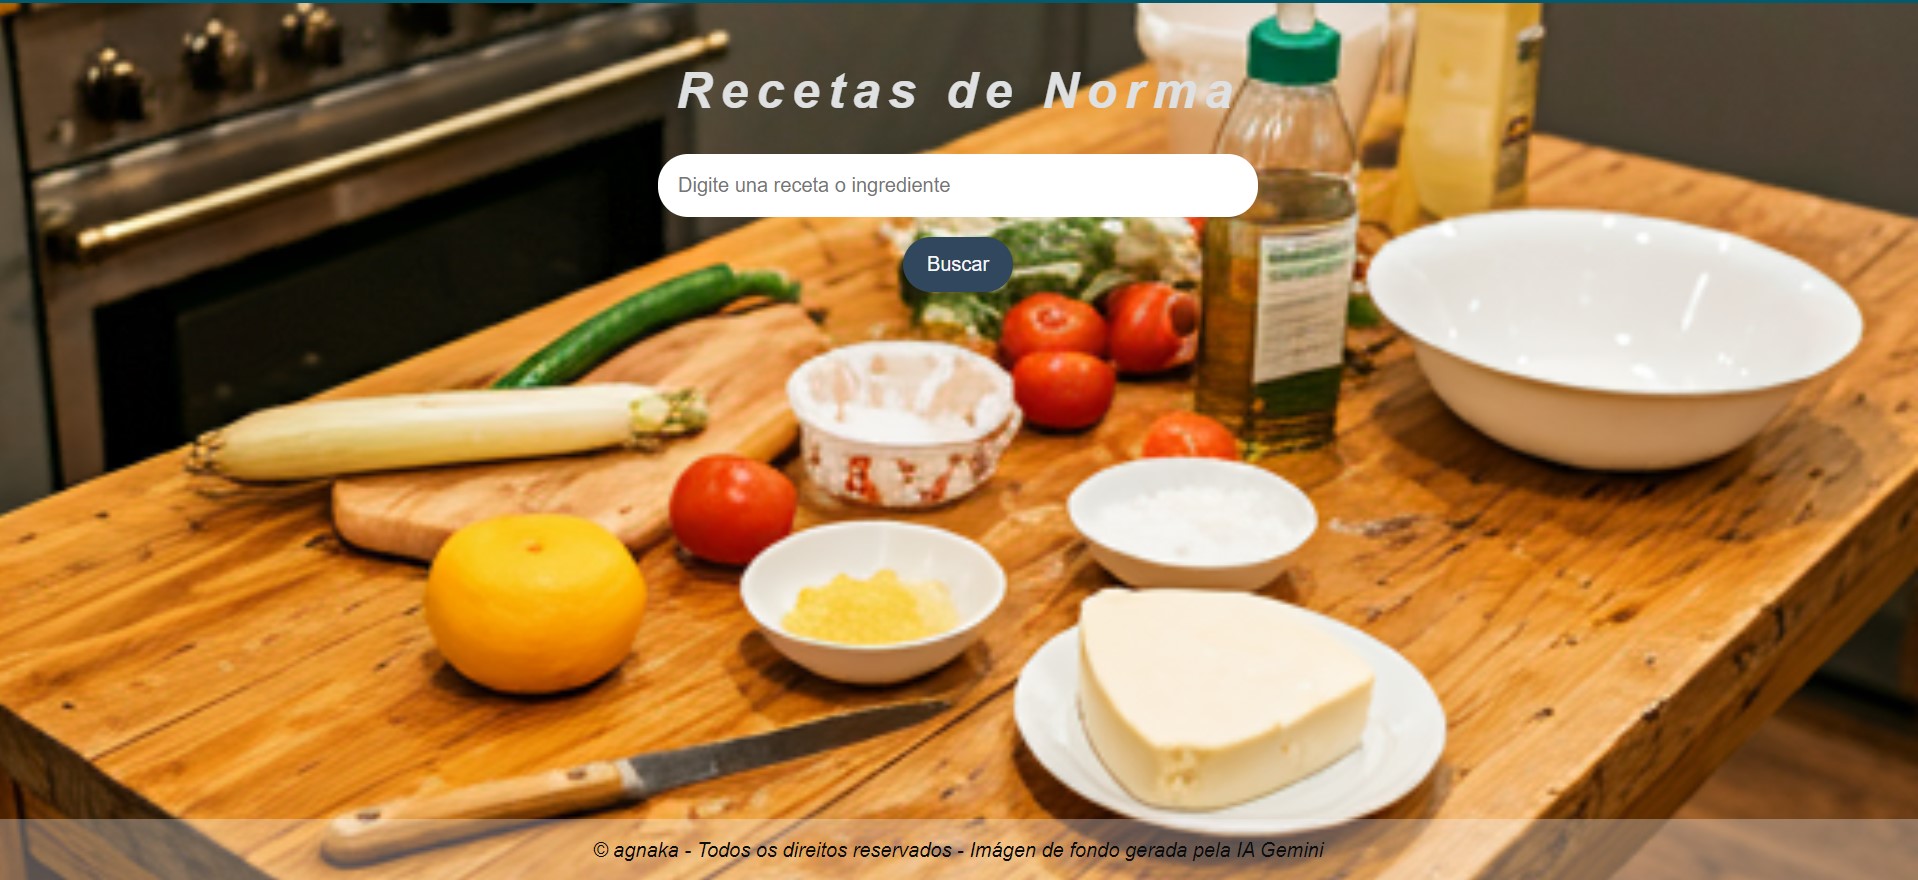 Recetas de Norma
Digite una receta o ingrediente
Buscar
© agnaka - Todos os direitos reservados - Imágen de fondo gerada pela IA Gemini